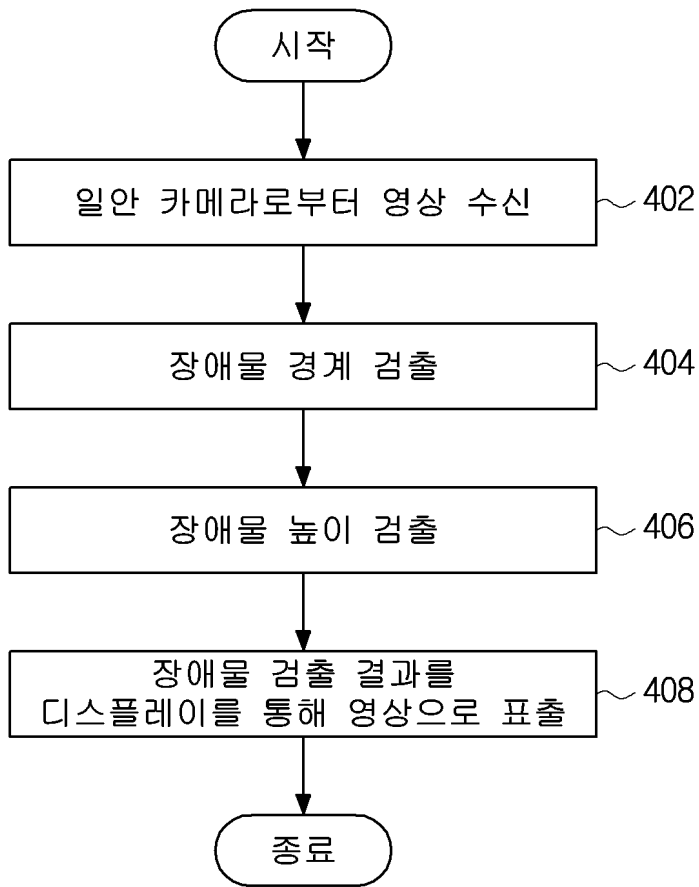 시작
일안 카메라로부터 영상 수신
402
장애물 경계 검출
404
장애물 높이 검출
406
장애물 검출 결과를
디스플레이를 통해 영상으로 표출
408
종료